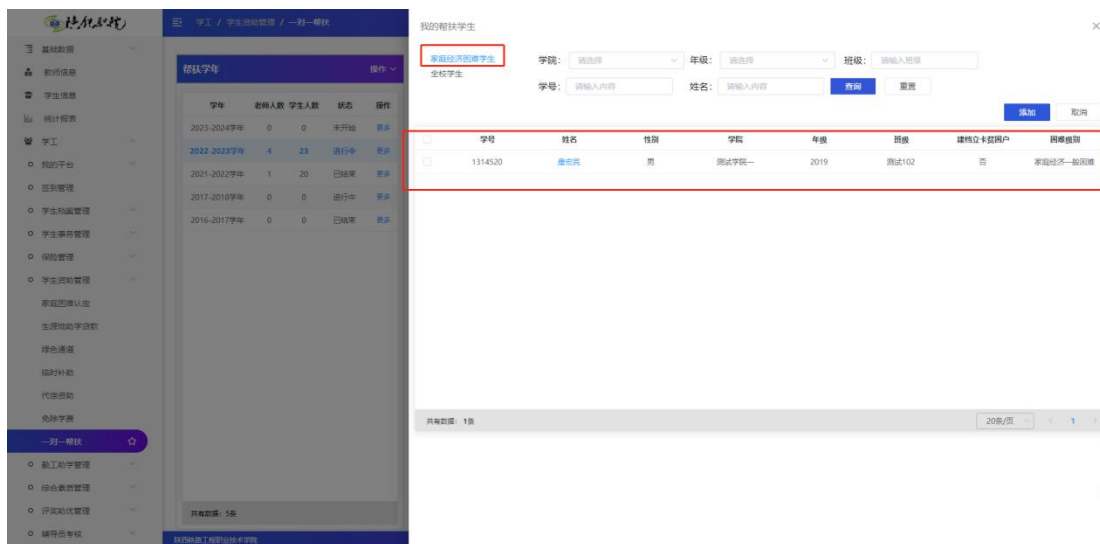 学工 / 学生资助管理 / 一对一帮扶
基础数据
教师信息
学生信息
统计报表
学工
我的平台
签到管理
学生档案管理
学生事务管理
保险管理
学生资助管理
家庭困难认定
生源地助学贷款
绿色通道
临时补助
代偿资助
免除学费
一对一帮扶
勤工助学管理
综合素质管理
评奖助优管理
辅导员考核
帮扶学年 操作
学年 老师人数 学生人数 状态 操作
2023-2024学年 0 0 未开始 更多
2022-2023学年 4 23 进行中 更多
2021-2022学年 1 20 已结束 更多
2017-2018学年 0 0 进行中 更多
2016-2017学年 0 0 已结束 更多
共有数据: 5条
陕西铁路工程职业技术学院
我的帮扶学生
家庭经济困难学生
全校学生
学院: 请选择 年级: 请选择 班级: 请输入班级
学号: 请输入内容 姓名: 请输入内容 查询 重置
添加 取消
学号 姓名 性别 学院 年级 班级 建档立卡贫困户 困难级别
1314520 唐宏亮 男 测试学院一 2019 测试102 否 家庭经济一般困难
共有数据: 1条 20条/页 1